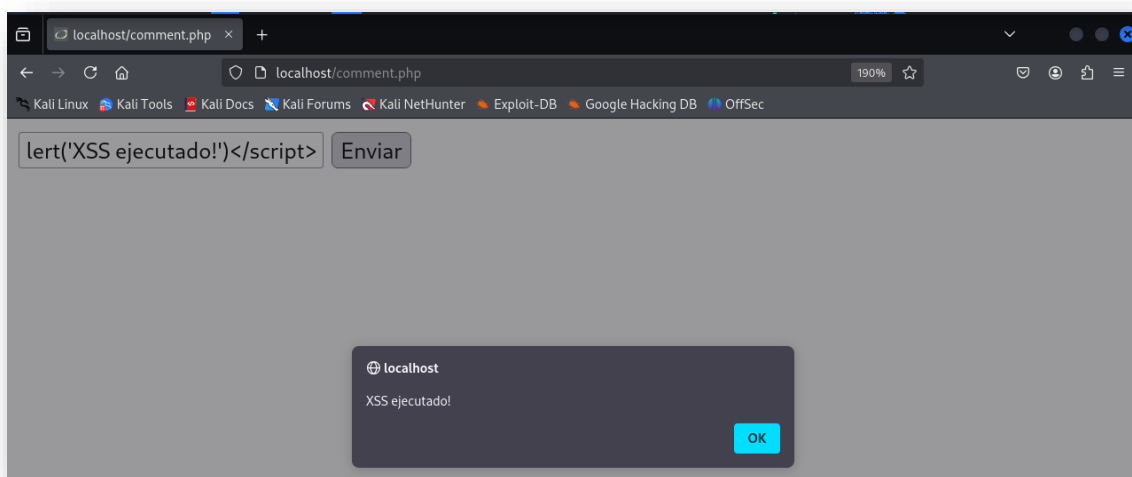 localhost/comment.php
localhost/comment.php 190%
Kali Linux Kali Tools Kali Docs Kali Forums Kali NetHunter Exploit-DB Google Hacking DB OffSec
lert('XSS ejecutado!')</script> Enviar
localhost
XSS ejecutado!
OK